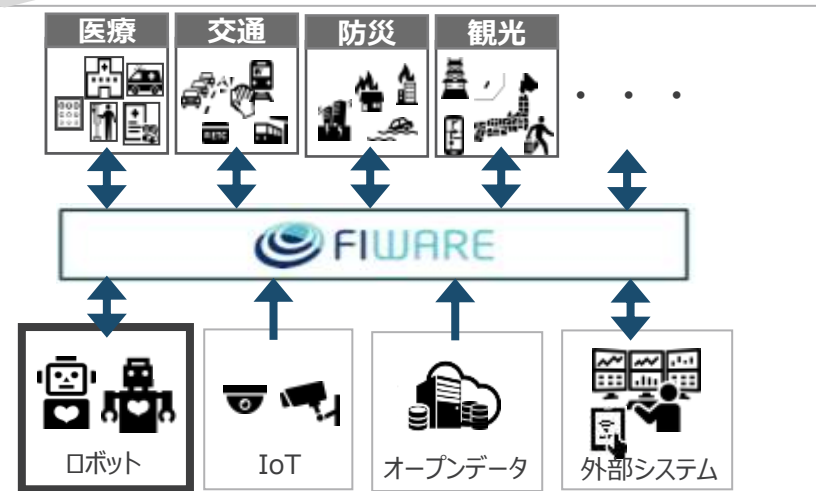 医療 交通 防災 観光
・・・
FIWARE
ロボット IoT オープンデータ 外部システム